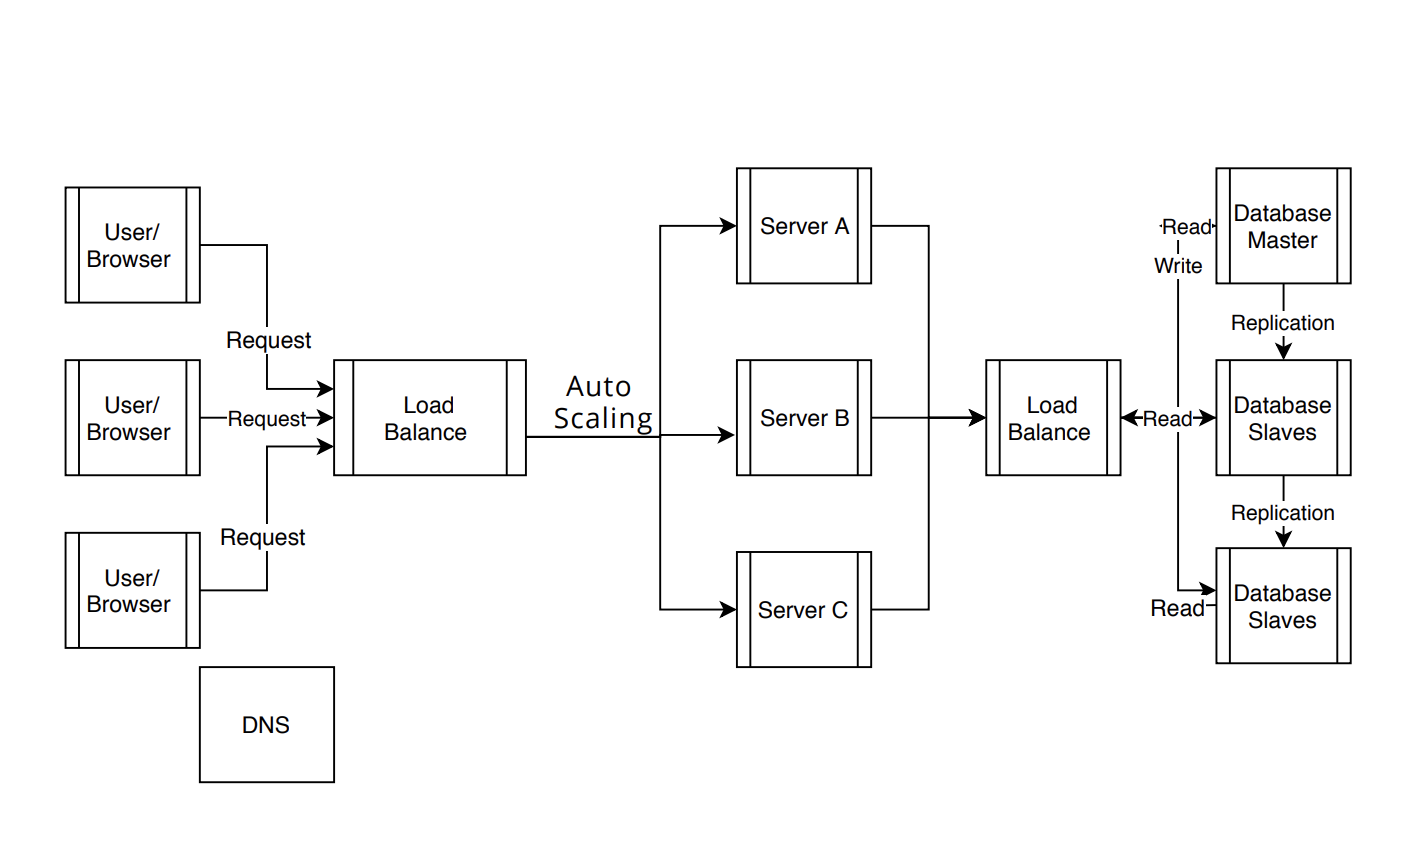 User/
Browser
Request
User/
Browser
Request
User/
Browser
Request
DNS
Load
Balance
Auto
Scaling
Server A
Server B
Server C
Load
Balance
Read
Write
Read
Read
Database
Master
Replication
Database
Slaves
Replication
Database
Slaves